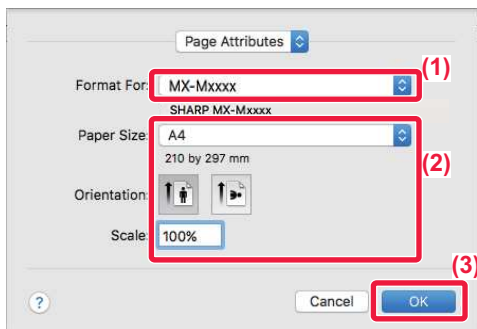 Page Attributes
(1)
Format For: MX-Mxxxx
SHARP MX-Mxxxx
Paper Size: A4
210 by 297 mm
(2)
Orientation:
Scale: 100%
(3)
? Cancel OK